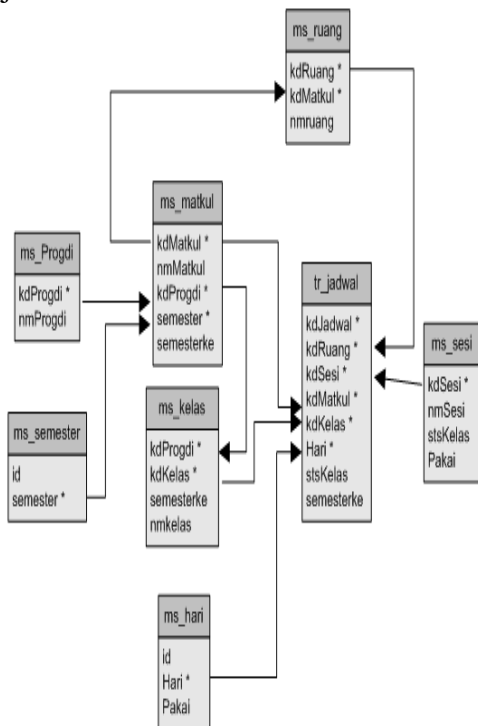 ms_ruang
kdRuang *
kdMatkul *
nmruang
ms_matkul
kdMatkul *
nmMatkul
kdProgdi *
semester *
semesterke
ms_Progdi
kdProgdi *
nmProgdi
tr_jadwal
kdJadwal *
kdRuang *
kdSesi *
kdMatkul *
kdKelas *
Hari *
stsKelas
semesterke
ms_sesi
kdSesi *
nmSesi
stsKelas
Pakai
ms_kelas
kdProgdi *
kdKelas *
semesterke
nmkelas
ms_semester
id
semester *
ms_hari
id
Hari *
Pakai